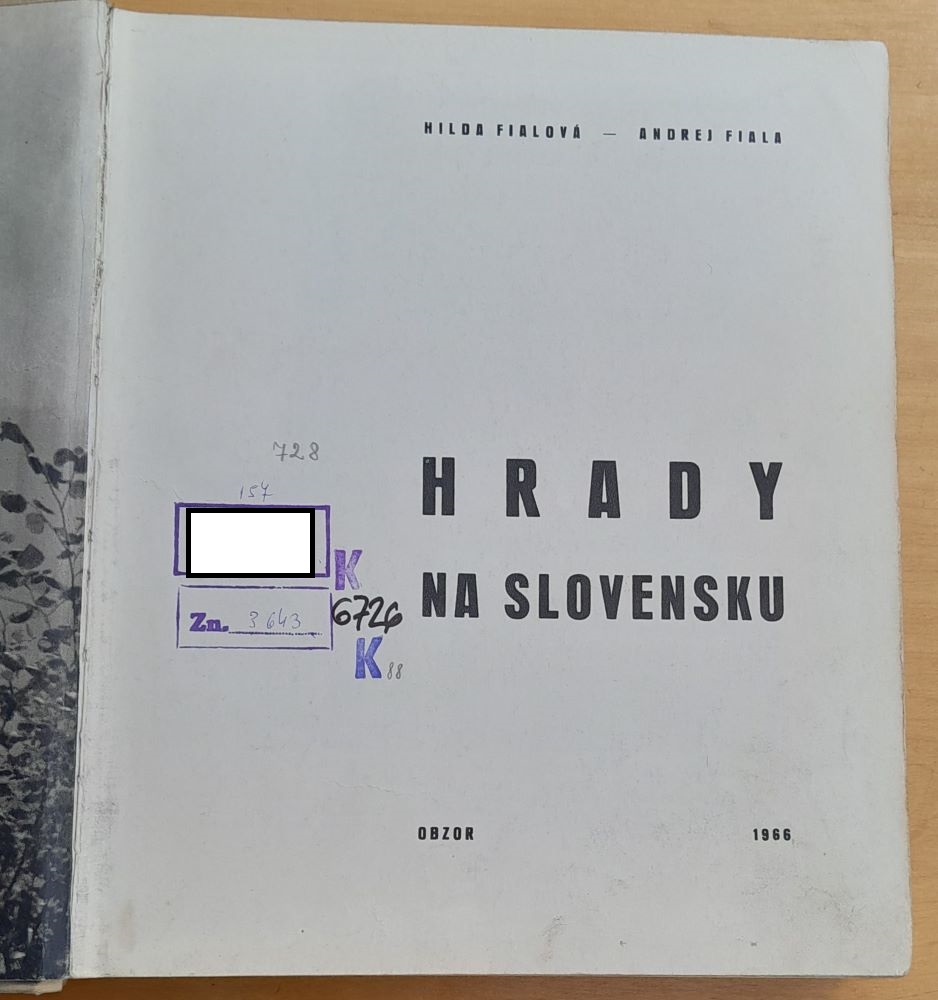 HILDA FIALOVÁ — ANDREJ FIALA
728
157
HRADY
K
NA SLOVENSKU
6726
Zn. 3643
K 88
OBZOR 1966